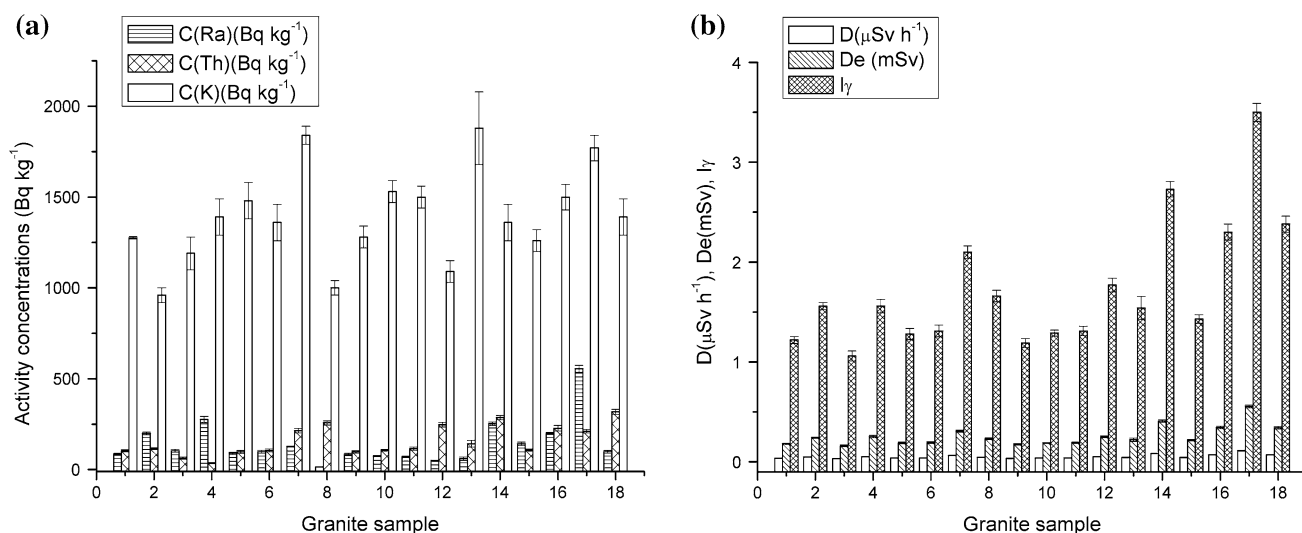 (a)
C(Ra)(Bq kg⁻¹)
C(Th)(Bq kg⁻¹)
C(K)(Bq kg⁻¹)
Activity concentrations (Bq kg⁻¹)
2000
1500
1000
500
0
0 2 4 6 8 10 12 14 16 18
Granite sample
(b)
D(μSv h⁻¹)
De (mSv)
Iγ
D(μSv h⁻¹), De(mSv), Iγ
4
3
2
1
0
0 2 4 6 8 10 12 14 16 18
Granite sample